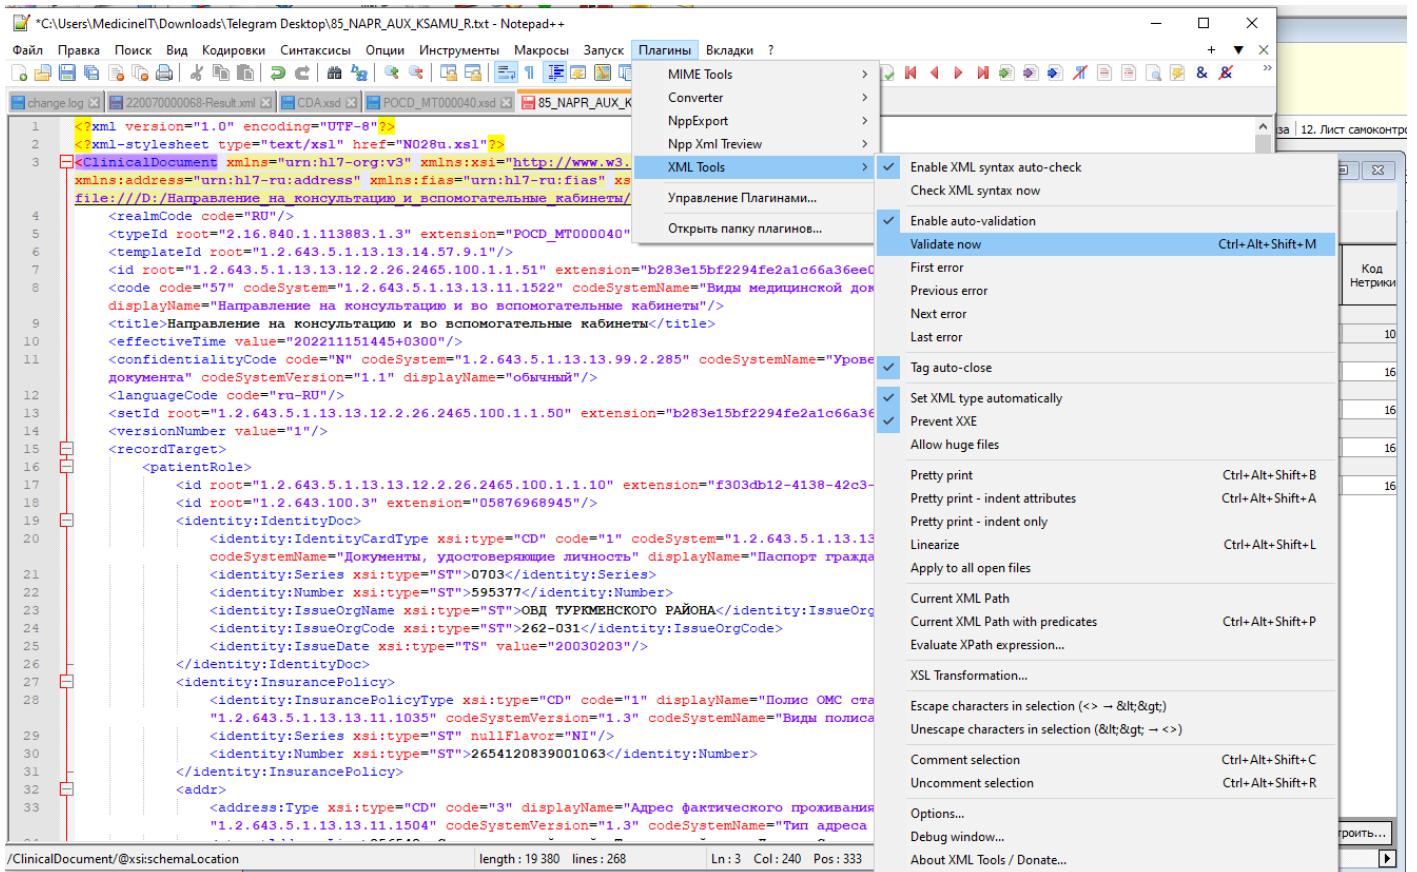 *C:\Users\MedicineIT\Downloads\Telegram Desktop\85_NAPR_AUX_KSAMU_R.txt - Notepad++
Файл Правка Поиск Вид Кодировки Синтаксисы Опции Инструменты Макросы Запуск Плагины Вкладки ?
change.log 220070000068-Result.xml CDA.xsd POCD_MT000040.xsd 85_NAPR_AUX_K
1 <?xml version="1.0" encoding="UTF-8"?>
2 <?xml-stylesheet type="text/xsl" href="N028u.xsl"?>
3 <ClinicalDocument xmlns="urn:hl7-org:v3" xmlns:xsi="http://www.w3.
xmlns:address="urn:hl7-ru:address" xmlns:fias="urn:hl7-ru:fias" xs
file:///D:/Направление_на_консультацию_и_вспомогательные_кабинеты/
4 <realmCode code="RU"/>
5 <typeId root="2.16.840.1.113883.1.3" extension="POCD_MT000040"
6 <templateId root="1.2.643.5.1.13.13.14.57.9.1"/>
7 <id root="1.2.643.5.1.13.13.12.2.26.2465.100.1.1.51" extension="b283e15bf2294fe2a1c66a36ee0
8 <code code="57" codeSystem="1.2.643.5.1.13.13.11.1522" codeSystemName="Виды медицинской док
displayName="Направление на консультацию и во вспомогательные кабинеты"/>
9 <title>Направление на консультацию и во вспомогательные кабинеты</title>
10 <effectiveTime value="202211151445+0300"/>
11 <confidentialityCode code="N" codeSystem="1.2.643.5.1.13.13.99.2.285" codeSystemName="Урове
документа" codeSystemVersion="1.1" displayName="обычный"/>
12 <languageCode code="ru-RU"/>
13 <setId root="1.2.643.5.1.13.13.12.2.26.2465.100.1.1.50" extension="b283e15bf2294fe2a1c66a36
14 <versionNumber value="1"/>
15 <recordTarget>
16 <patientRole>
17 <id root="1.2.643.5.1.13.13.12.2.26.2465.100.1.1.10" extension="f303db12-4138-42c3-
18 <id root="1.2.643.100.3" extension="05876968945"/>
19 <identity:IdentityDoc>
20 <identity:IdentityCardType xsi:type="CD" code="1" codeSystem="1.2.643.5.1.13.13
codeSystemName="Документы, удостоверяющие личность" displayName="Паспорт гражда
21 <identity:Series xsi:type="ST">0703</identity:Series>
22 <identity:Number xsi:type="ST">595377</identity:Number>
23 <identity:IssueOrgName xsi:type="ST">ОВД ТУРКМЕНСКОГО РАЙОНА</identity:IssueOrg
24 <identity:IssueOrgCode xsi:type="ST">262-031</identity:IssueOrgCode>
25 <identity:IssueDate xsi:type="TS" value="20030203"/>
26 </identity:IdentityDoc>
27 <identity:InsurancePolicy>
28 <identity:InsurancePolicyType xsi:type="CD" code="1" displayName="Полис ОМС ста
"1.2.643.5.1.13.13.11.1035" codeSystemVersion="1.3" codeSystemName="Виды полиса
29 <identity:Series xsi:type="ST" nullFlavor="NI"/>
30 <identity:Number xsi:type="ST">2654120839001063</identity:Number>
31 </identity:InsurancePolicy>
32 <addr>
33 <address:Type xsi:type="CD" code="3" displayName="Адрес фактического проживания
"1.2.643.5.1.13.13.11.1504" codeSystemVersion="1.3" codeSystemName="Тип адреса
/ClinicalDocument/@xsi:schemaLocation length : 19 380 lines : 268 Ln : 3 Col : 240 Pos : 333
MIME Tools
Converter
NppExport
Npp Xml Treeview
XML Tools
Управление Плагинами...
Открыть папку плагинов...
Enable XML syntax auto-check
Check XML syntax now
Enable auto-validation
Validate now Ctrl+Alt+Shift+M
First error
Previous error
Next error
Last error
Tag auto-close
Set XML type automatically
Prevent XXE
Allow huge files
Pretty print Ctrl+Alt+Shift+B
Pretty print - indent attributes Ctrl+Alt+Shift+A
Pretty print - indent only
Linearize Ctrl+Alt+Shift+L
Apply to all open files
Current XML Path
Current XML Path with predicates Ctrl+Alt+Shift+P
Evaluate XPath expression...
XSL Transformation...
Escape characters in selection (<> → &lt;&gt;)
Unescape characters in selection (&lt;&gt; → <>)
Comment selection Ctrl+Alt+Shift+C
Uncomment selection Ctrl+Alt+Shift+R
Options...
Debug window...
About XML Tools / Donate...
за 12. Лист самоконтро
Код
Нетрики
10
16
16
16
16
роить...